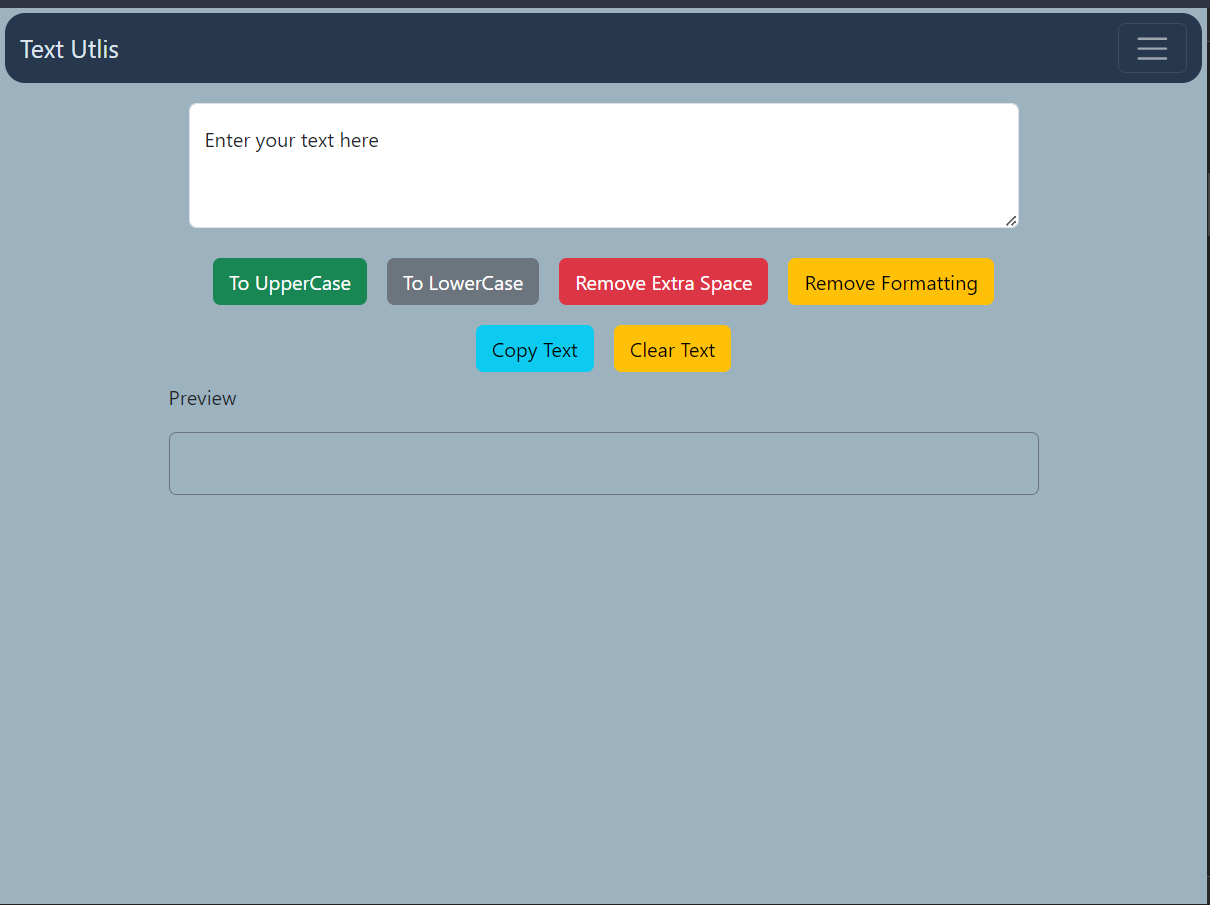 Text Utlis
Enter your text here
To UpperCase To LowerCase Remove Extra Space Remove Formatting
Copy Text Clear Text
Preview